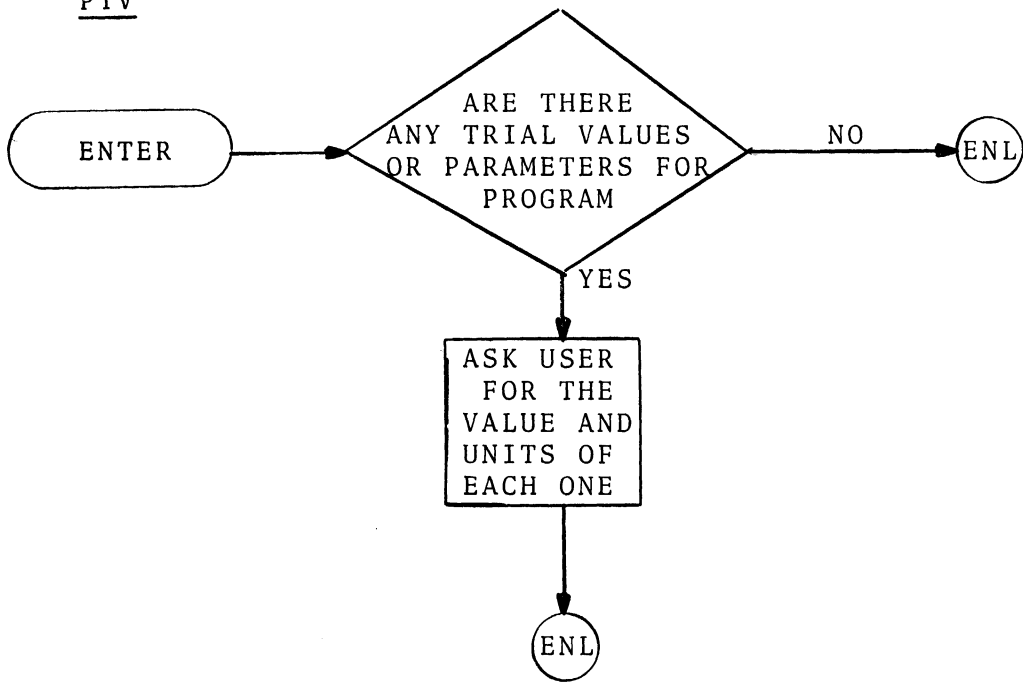 PTV
ENTER
ARE THERE
ANY TRIAL VALUES
OR PARAMETERS FOR
PROGRAM
NO
ENL
YES
ASK USER
FOR THE
VALUE AND
UNITS OF
EACH ONE
ENL